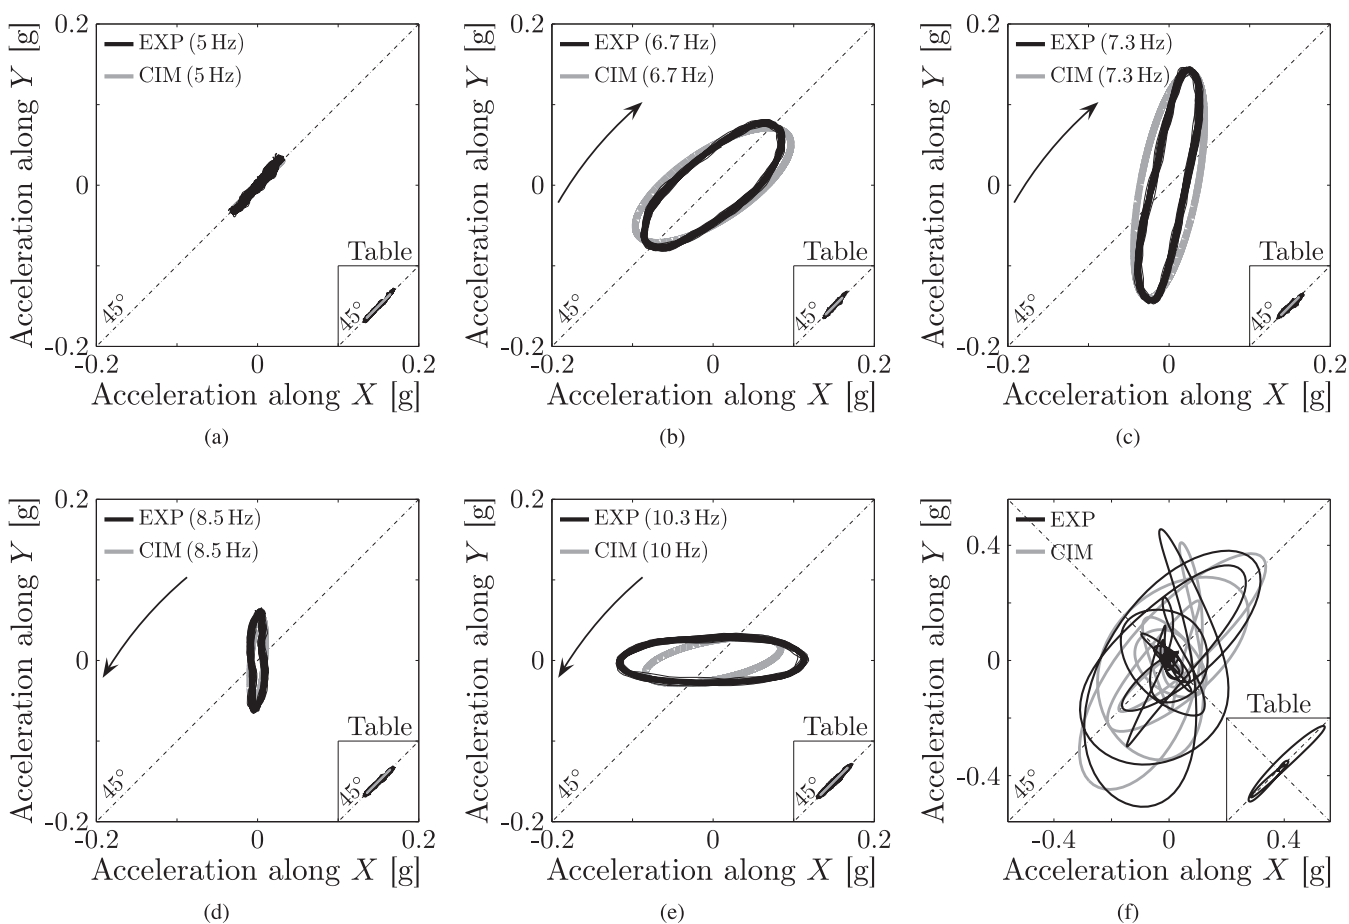 0.2
EXP (5 Hz)
CIM (5 Hz)
0
Table
45°
45°
-0.2
-0.2
0
0.2
Acceleration along Y [g]
Acceleration along X [g]
(a)
0.2
EXP (6.7 Hz)
CIM (6.7 Hz)
0
Table
45°
45°
-0.2
-0.2
0
0.2
Acceleration along Y [g]
Acceleration along X [g]
(b)
0.2
EXP (7.3 Hz)
CIM (7.3 Hz)
0
Table
45°
45°
-0.2
-0.2
0
0.2
Acceleration along Y [g]
Acceleration along X [g]
(c)
0.2
EXP (8.5 Hz)
CIM (8.5 Hz)
0
Table
45°
45°
-0.2
-0.2
0
0.2
Acceleration along Y [g]
Acceleration along X [g]
(d)
0.2
EXP (10.3 Hz)
CIM (10 Hz)
0
Table
45°
45°
-0.2
-0.2
0
0.2
Acceleration along Y [g]
Acceleration along X [g]
(e)
EXP
0.4
CIM
0
Table
-0.4
45°
-0.4
0
0.4
Acceleration along Y [g]
Acceleration along X [g]
(f)